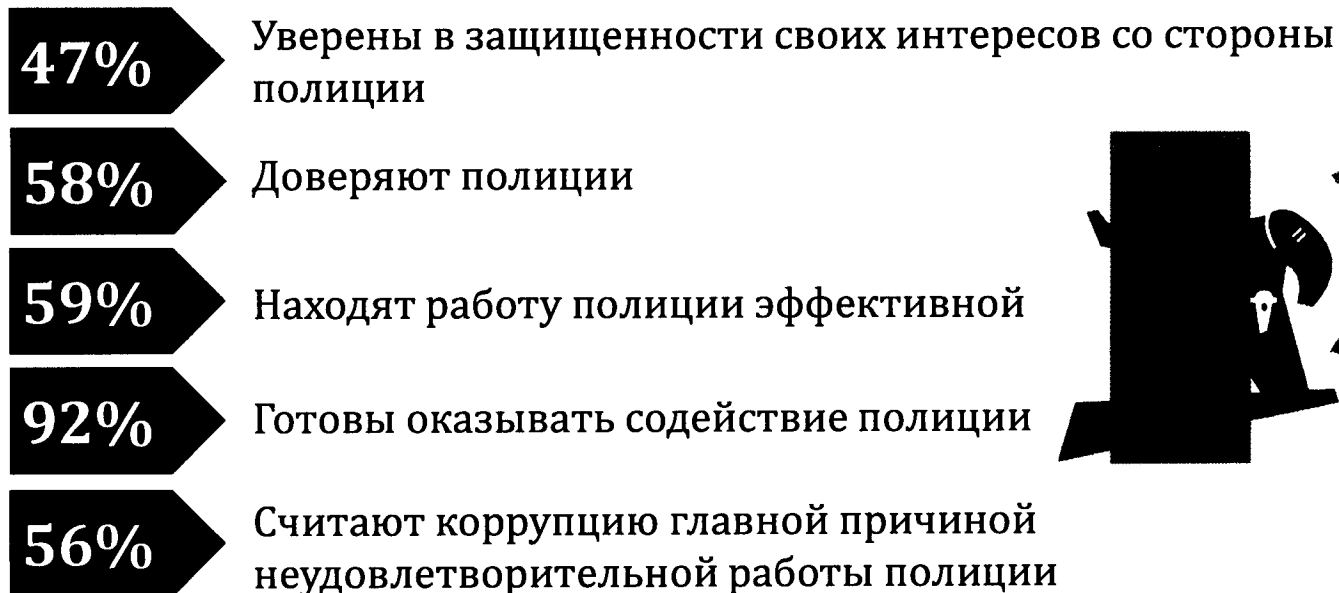 47%
Уверены в защищенности своих интересов со стороны
полиции
58%
Доверяют полиции
59%
Находят работу полиции эффективной
92%
Готовы оказывать содействие полиции
56%
Считают коррупцию главной причиной
неудовлетворительной работы полиции